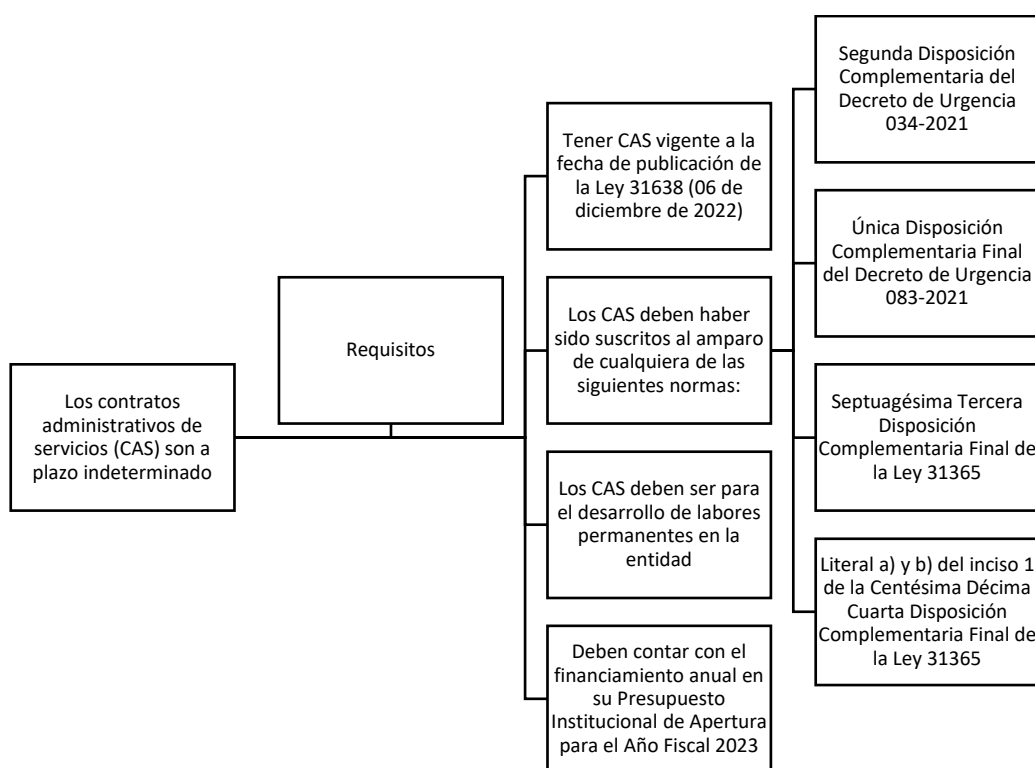 Los contratos
administrativos de
servicios (CAS) son a
plazo indeterminado
Requisitos
Tener CAS vigente a la
fecha de publicación de
la Ley 31638 (06 de
diciembre de 2022)
Los CAS deben haber
sido suscritos al amparo
de cualquiera de las
siguientes normas:
Segunda Disposición
Complementaria del
Decreto de Urgencia
034-2021
Única Disposición
Complementaria Final
del Decreto de Urgencia
083-2021
Septuagésima Tercera
Disposición
Complementaria Final de
la Ley 31365
Literal a) y b) del inciso 1
de la Centésima Décima
Cuarta Disposición
Complementaria Final de
la Ley 31365
Los CAS deben ser para
el desarrollo de labores
permanentes en la
entidad
Deben contar con el
financiamiento anual en
su Presupuesto
Institucional de Apertura
para el Año Fiscal 2023